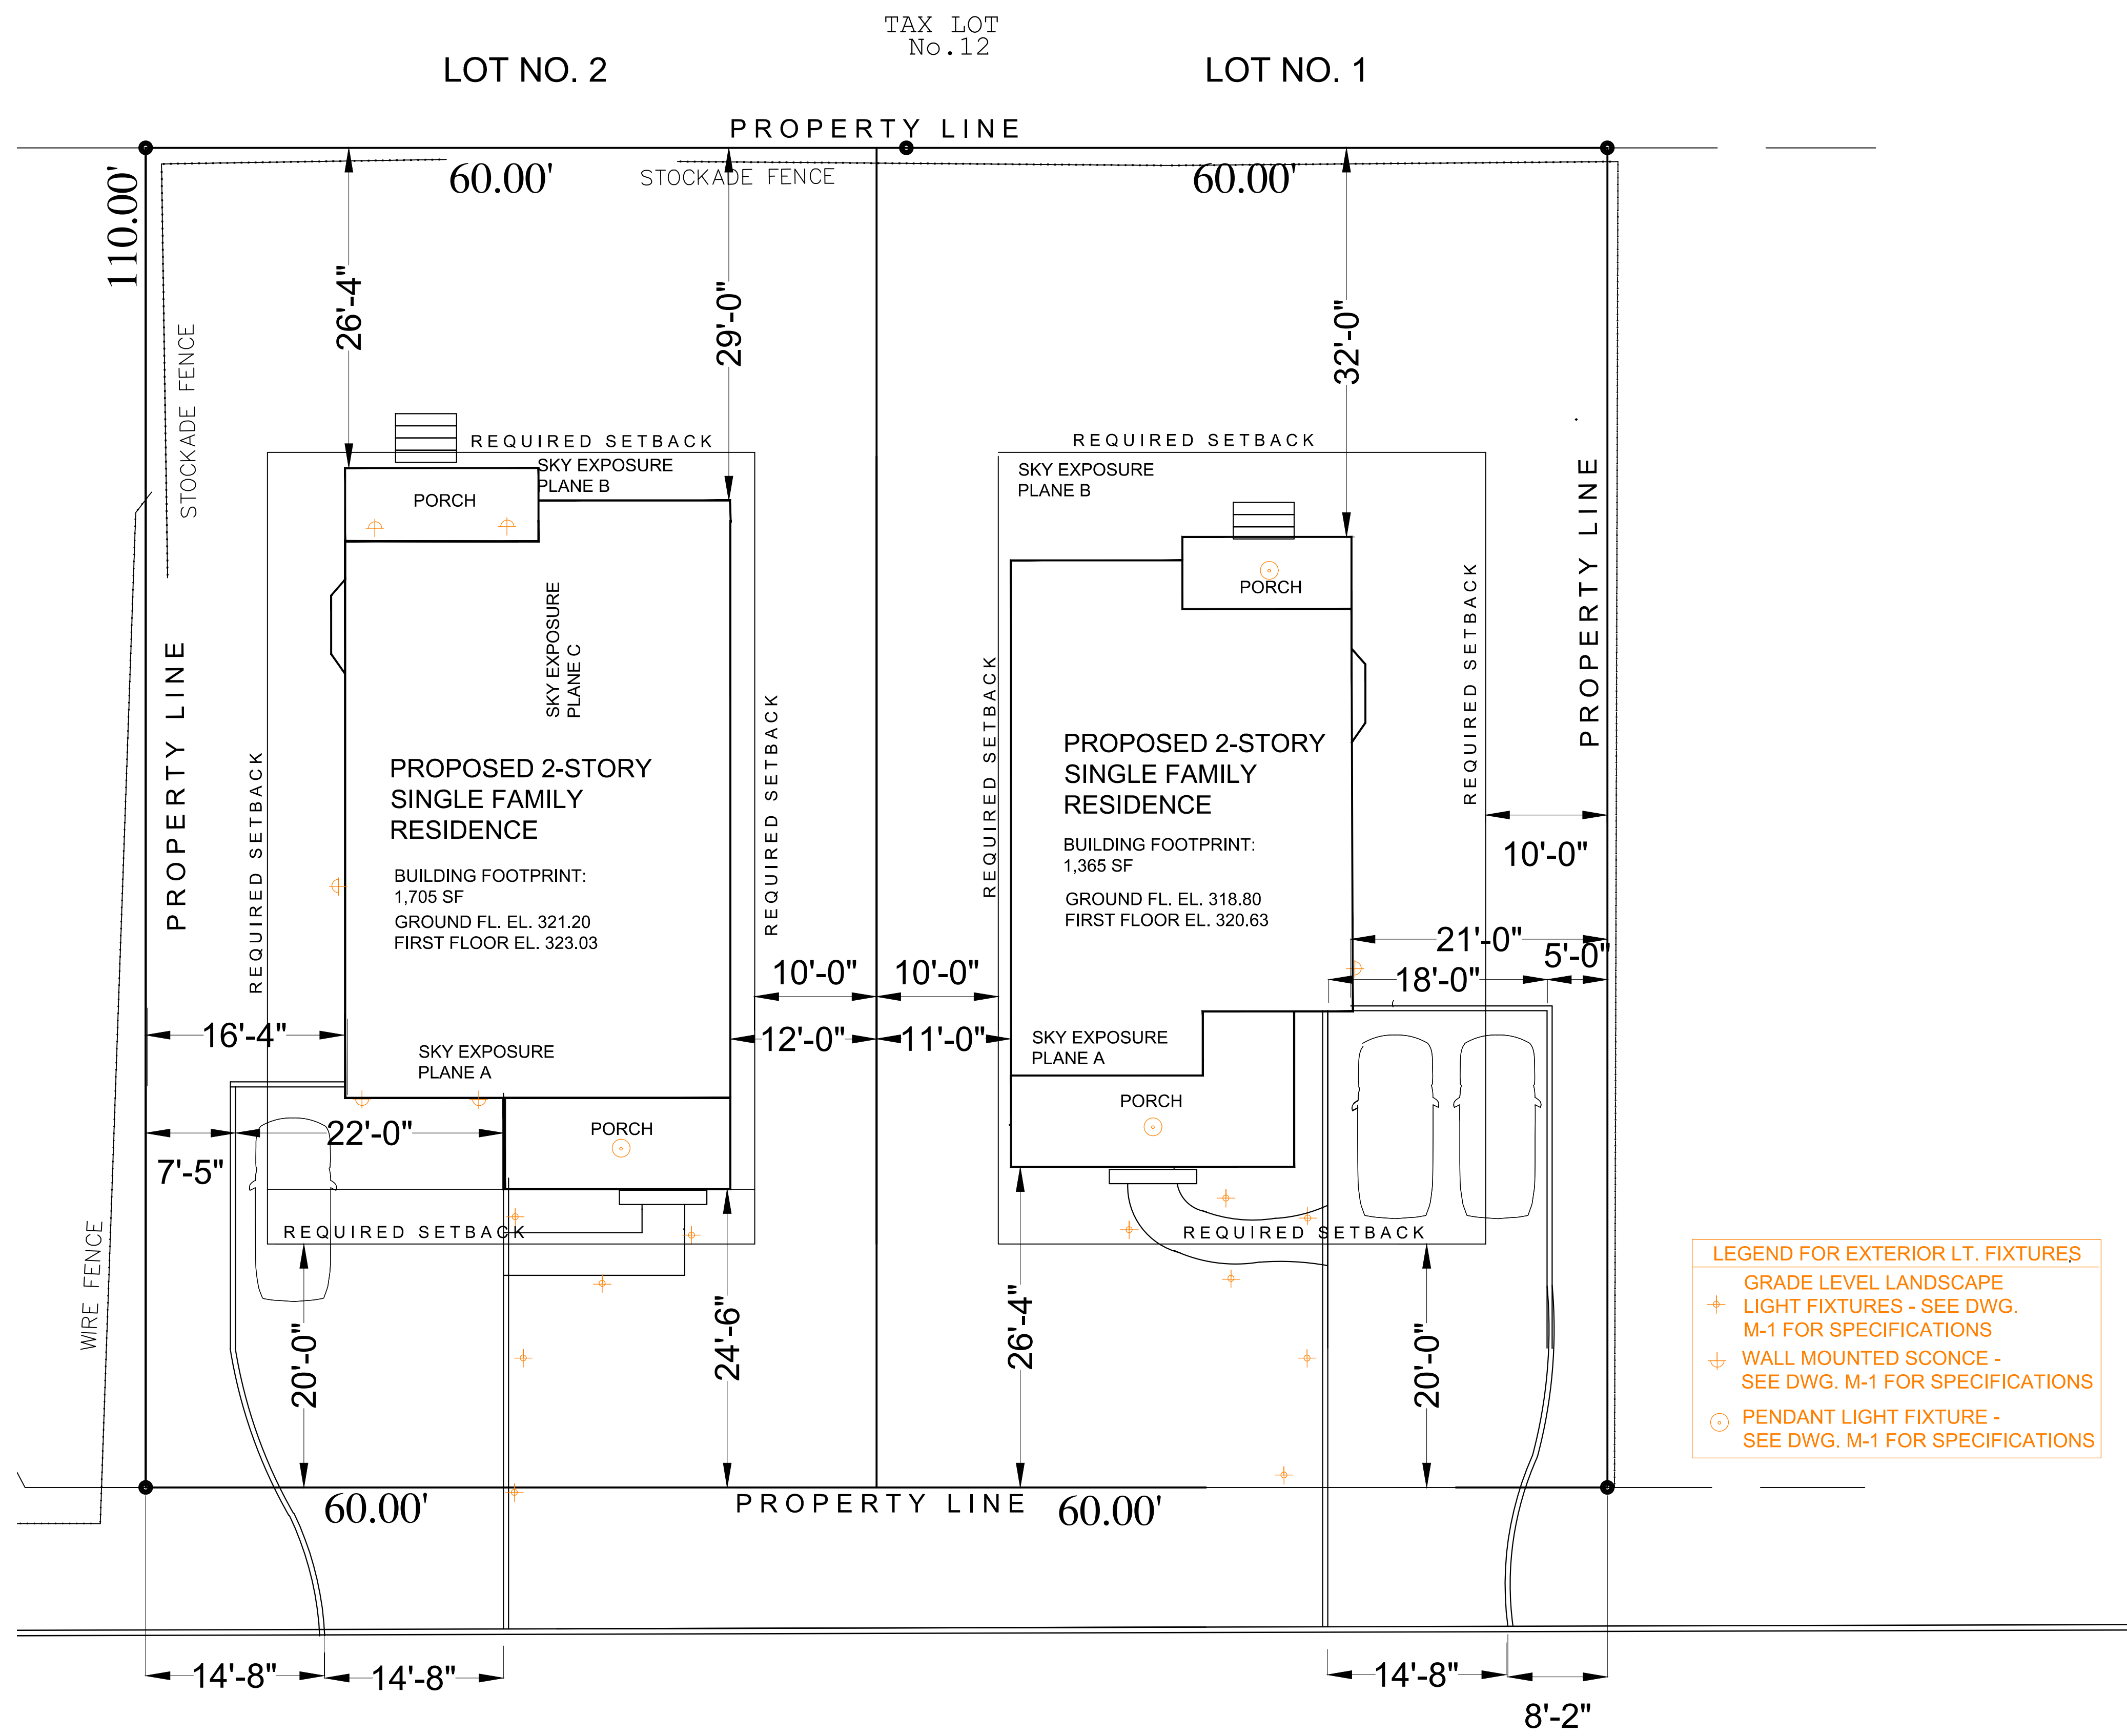 TAX LOT
No.12
LOT NO. 2
LOT NO. 1
PROPERTY LINE
60.00'
STOCKADE FENCE
60.00'
110.00'
26'-4"
29'-0"
32'-0"
STOCKADE FENCE
REQUIRED SETBACK
SKY EXPOSURE
PLANE B
PORCH
REQUIRED SETBACK
SKY EXPOSURE
PLANE B
PORCH
PROPERTY LINE
SKY EXPOSURE
PLANE C
REQUIRED SETBACK
PROPERTY LINE
REQUIRED SETBACK
REQUIRED SETBACK
REQUIRED SETBACK
PROPOSED 2-STORY
SINGLE FAMILY
RESIDENCE
BUILDING FOOTPRINT:
1,705 SF
GROUND FL. EL. 321.20
FIRST FLOOR EL. 323.03
PROPOSED 2-STORY
SINGLE FAMILY
RESIDENCE
BUILDING FOOTPRINT:
1,365 SF
GROUND FL. EL. 318.80
FIRST FLOOR EL. 320.63
10'-0"
21'-0"
5'-0"
18'-0"
10'-0"
10'-0"
16'-4"
12'-0"
11'-0"
SKY EXPOSURE
PLANE A
SKY EXPOSURE
PLANE A
PORCH
22'-0"
PORCH
7'-5"
REQUIRED SETBACK
REQUIRED SETBACK
WIRE FENCE
20'-0"
24'-6"
26'-4"
20'-0"
LEGEND FOR EXTERIOR LT. FIXTURES
GRADE LEVEL LANDSCAPE
LIGHT FIXTURES - SEE DWG.
M-1 FOR SPECIFICATIONS
WALL MOUNTED SCONCE -
SEE DWG. M-1 FOR SPECIFICATIONS
PENDANT LIGHT FIXTURE -
SEE DWG. M-1 FOR SPECIFICATIONS
60.00'
PROPERTY LINE
60.00'
14'-8"
14'-8"
14'-8"
8'-2"